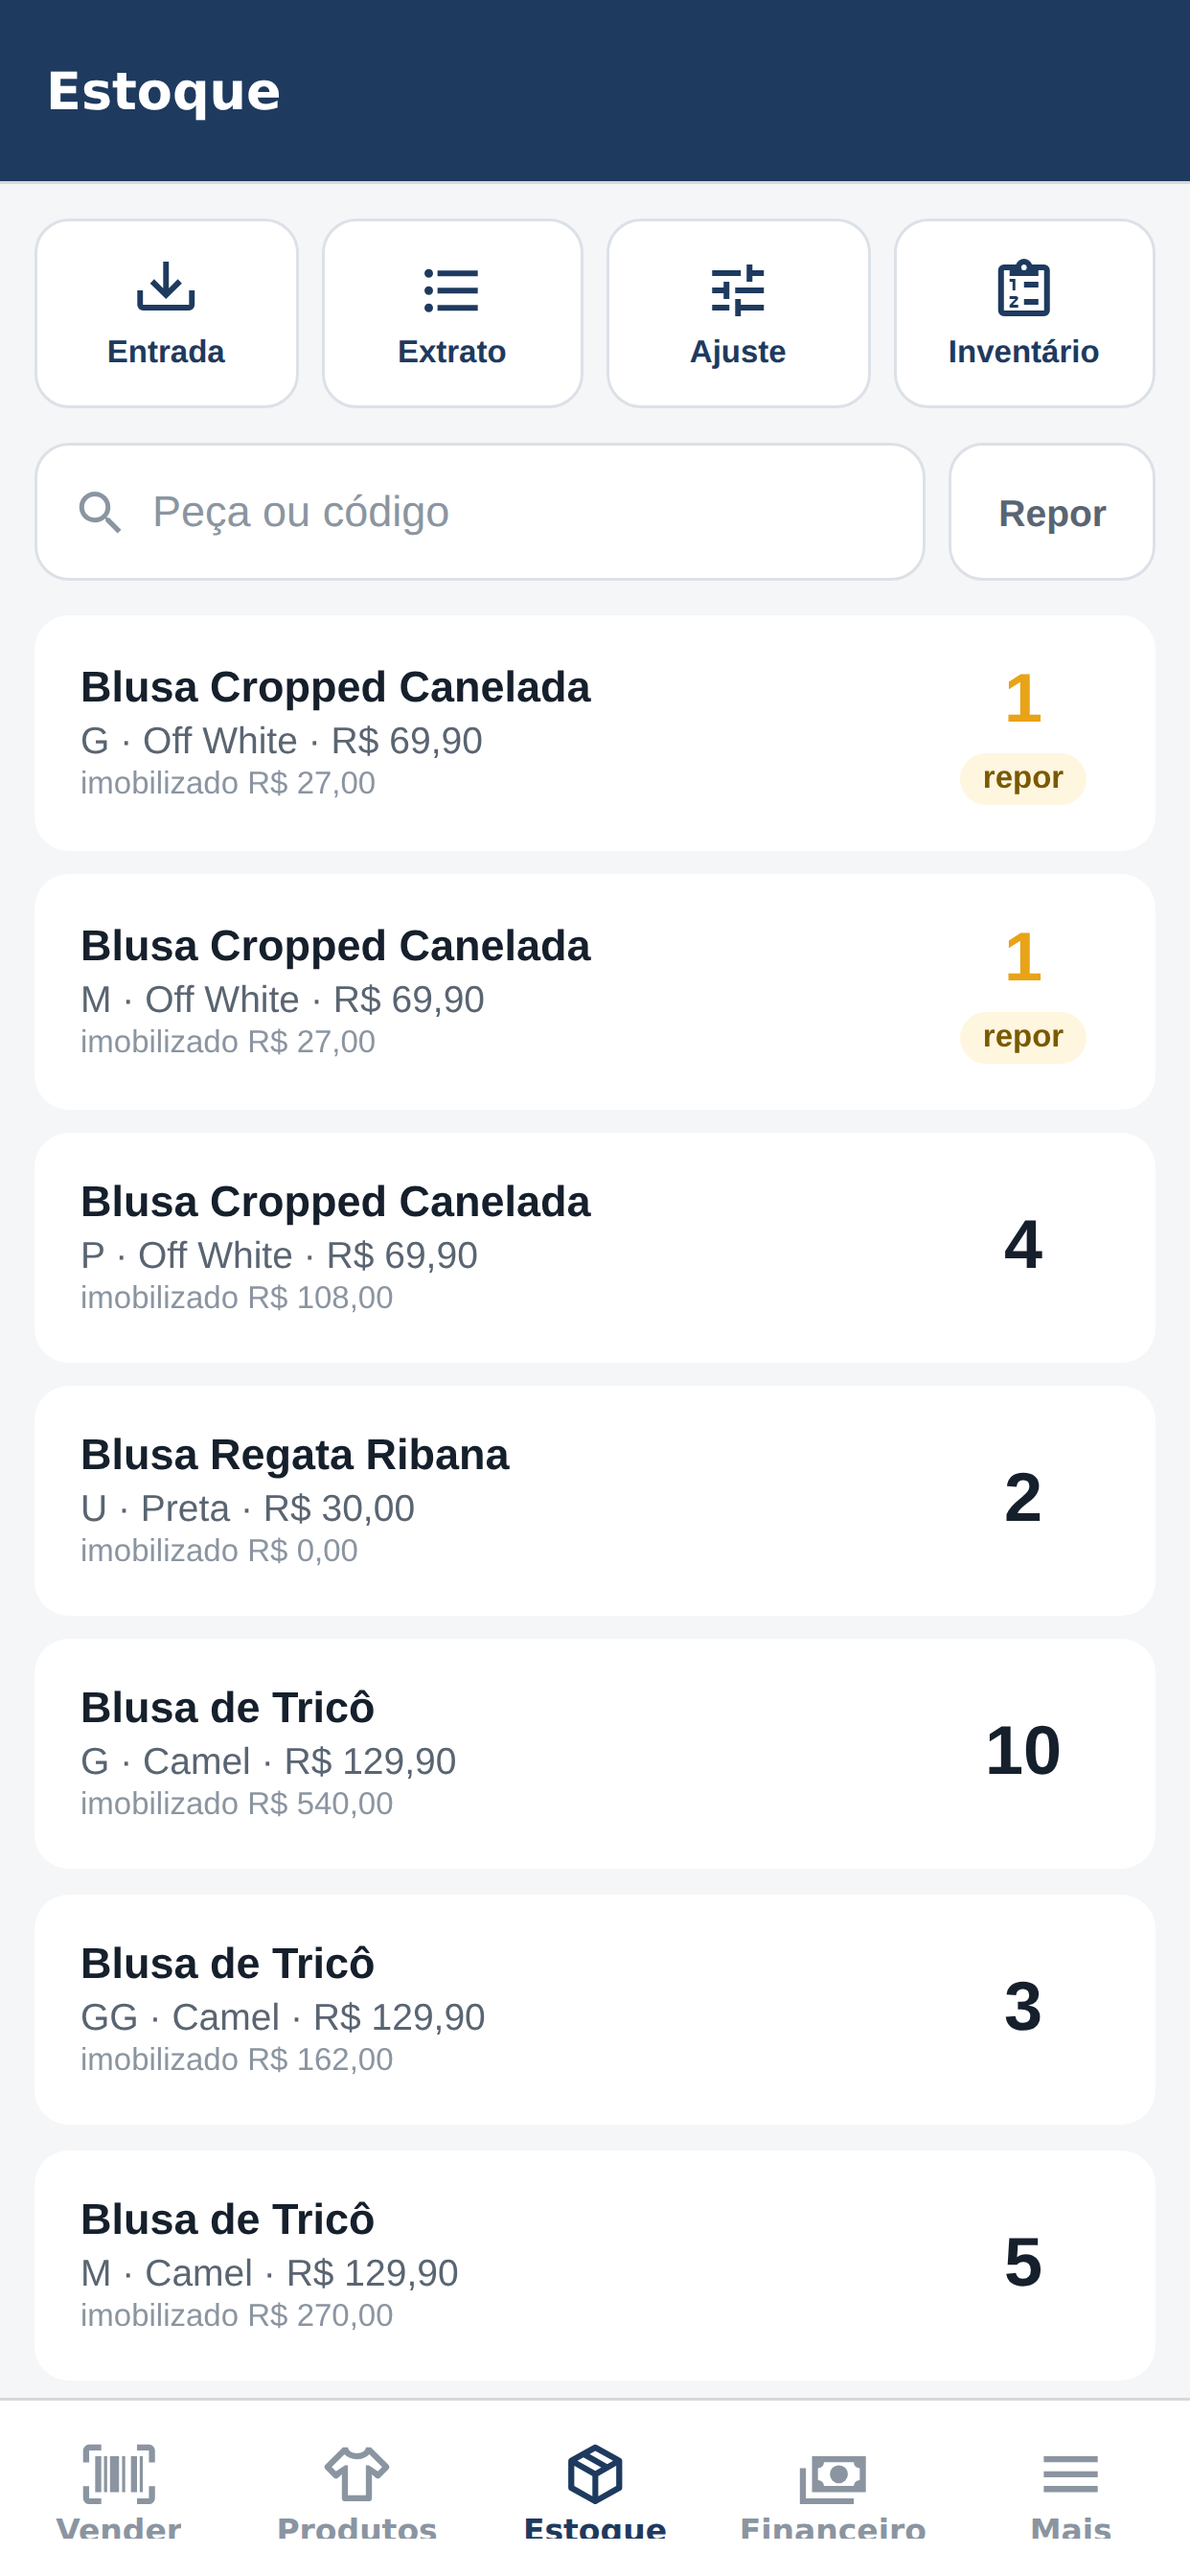 Estoque
Entrada
Extrato
Ajuste
Inventário
Peça ou código
Repor
Blusa Cropped Canelada
G · Off White · R$ 69,90
imobilizado R$ 27,00
1
repor
Blusa Cropped Canelada
M · Off White · R$ 69,90
imobilizado R$ 27,00
1
repor
Blusa Cropped Canelada
P · Off White · R$ 69,90
imobilizado R$ 108,00
4
Blusa Regata Ribana
U · Preta · R$ 30,00
imobilizado R$ 0,00
2
Blusa de Tricô
G · Camel · R$ 129,90
imobilizado R$ 540,00
10
Blusa de Tricô
GG · Camel · R$ 129,90
imobilizado R$ 162,00
3
Blusa de Tricô
M · Camel · R$ 129,90
imobilizado R$ 270,00
5
Vender
Produtos
Estoque
Financeiro
Mais